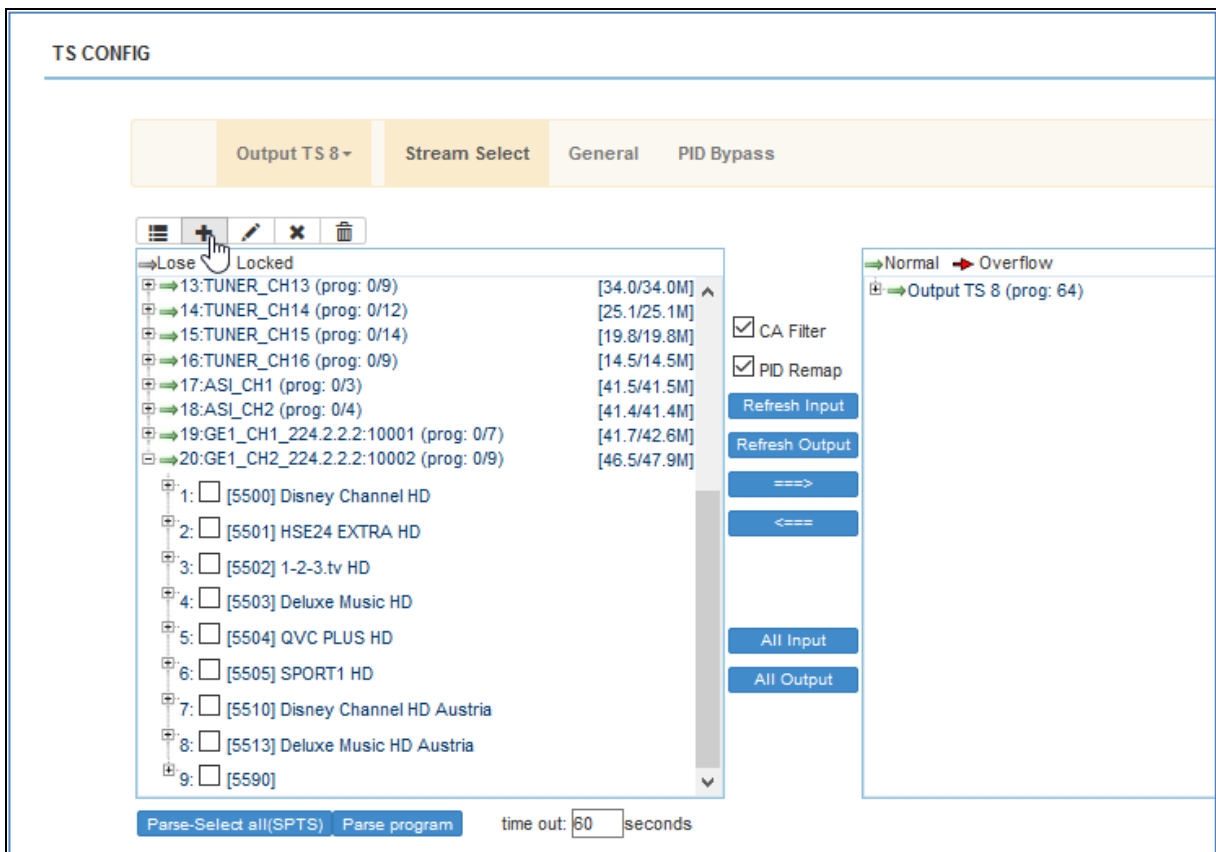 TS CONFIG
Output TS 8 Stream Select General PID Bypass
Lose Locked
13:TUNER_CH13 (prog: 0/9) [34.0/34.0M]
14:TUNER_CH14 (prog: 0/12) [25.1/25.1M]
15:TUNER_CH15 (prog: 0/14) [19.8/19.8M]
16:TUNER_CH16 (prog: 0/9) [14.5/14.5M]
17:ASI_CH1 (prog: 0/3) [41.5/41.5M]
18:ASI_CH2 (prog: 0/4) [41.4/41.4M]
19:GE1_CH1_224.2.2.2:10001 (prog: 0/7) [41.7/42.6M]
20:GE1_CH2_224.2.2.2:10002 (prog: 0/9) [46.5/47.9M]
1: [5500] Disney Channel HD
2: [5501] HSE24 EXTRA HD
3: [5502] 1-2-3.tv HD
4: [5503] Deluxe Music HD
5: [5504] QVC PLUS HD
6: [5505] SPORT1 HD
7: [5510] Disney Channel HD Austria
8: [5513] Deluxe Music HD Austria
9: [5590]
CA Filter
PID Remap
Refresh Input
Refresh Output
===>
<===
All Input
All Output
Normal Overflow
Output TS 8 (prog: 64)
Parse-Select all(SPTS) Parse program time out: 60 seconds